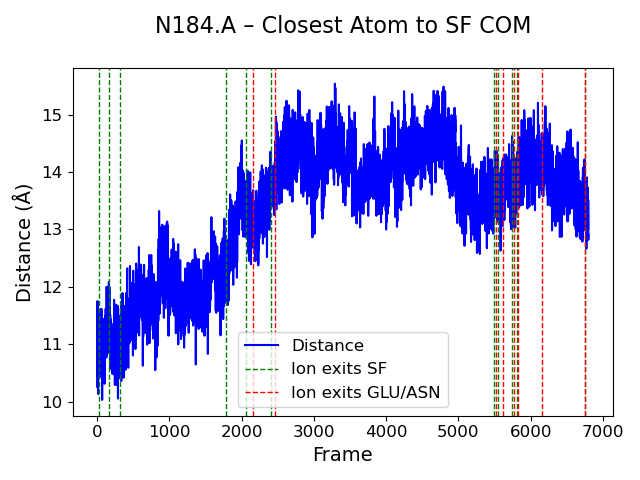 N184.A – Closest Atom to SF COM
Distance (Å)
15
14
13
12
11
10
Distance
Ion exits SF
Ion exits GLU/ASN
0 1000 2000 3000 4000 5000 6000 7000
Frame